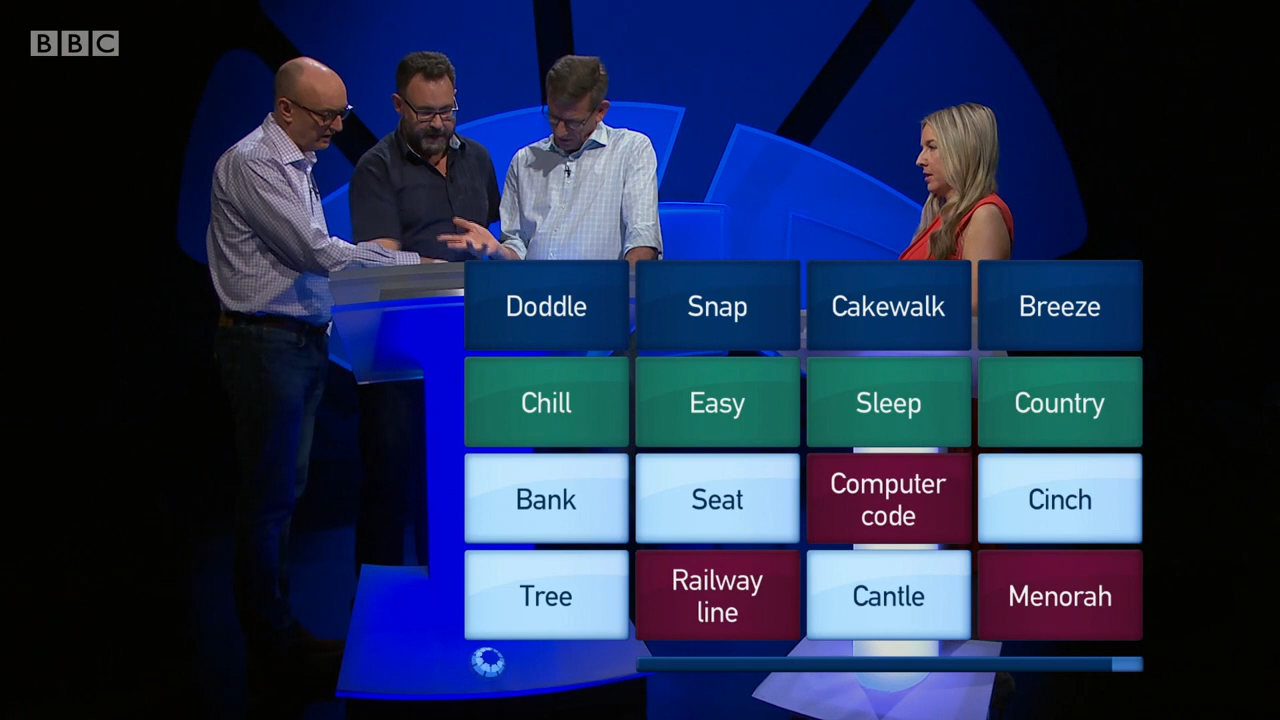 BBC
Doddle
Snap
Cakewalk
Breeze
Chill
Easy
Sleep
Country
Bank
Seat
Computer
code
Cinch
Tree
Railway
line
Cantle
Menorah